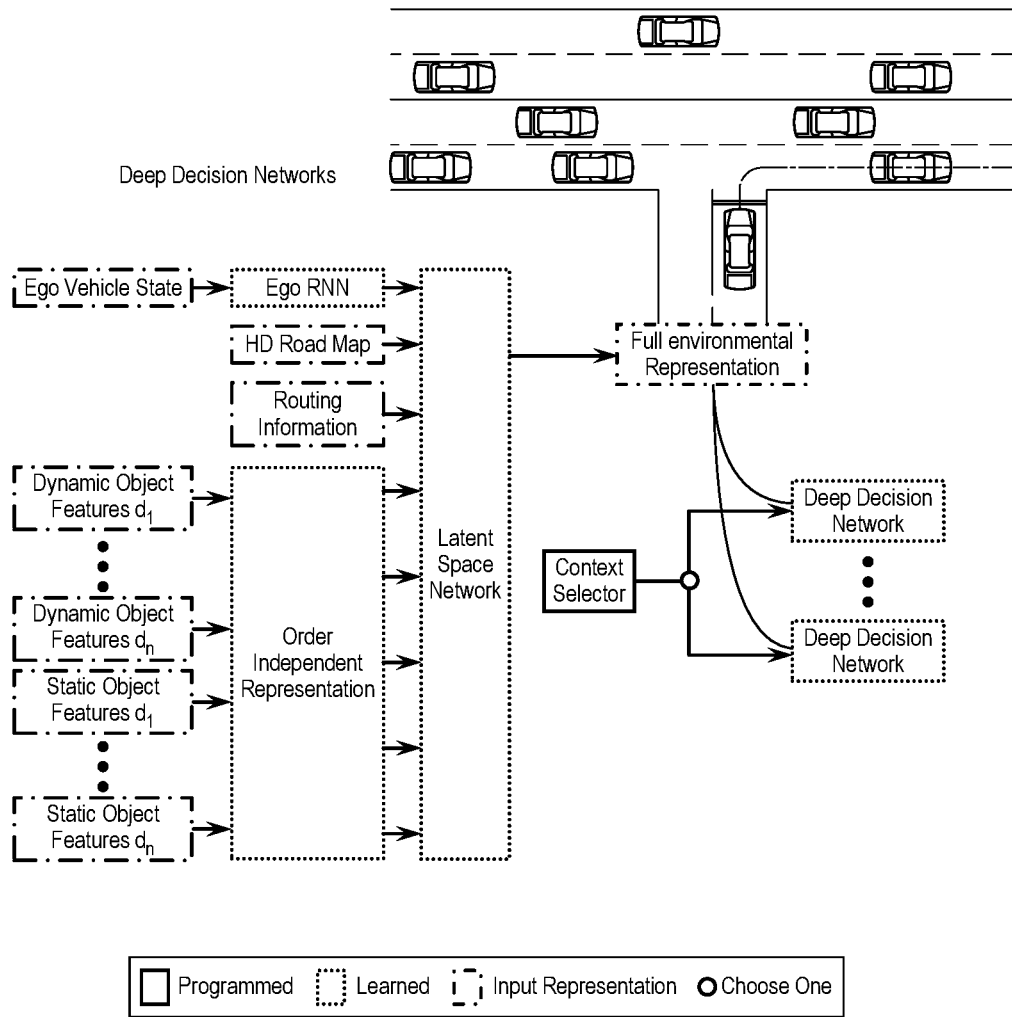 Deep Decision Networks
Ego Vehicle State
Ego RNN
HD Road Map
Routing
Information
Dynamic Object
Features d1
Dynamic Object
Features dn
Static Object
Features d1
Static Object
Features dn
Order
Independent
Representation
Latent
Space
Network
Full environmental
Representation
Context
Selector
Deep Decision
Network
Deep Decision
Network
Programmed
Learned
Input Representation
Choose One